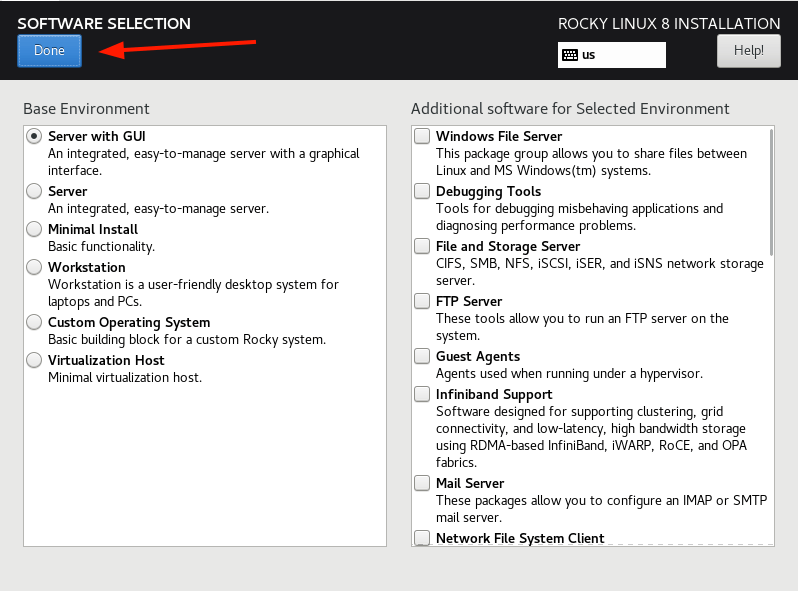 SOFTWARE SELECTION
ROCKY LINUX 8 INSTALLATION
Done
us
Help!
Base Environment
Server with GUI
An integrated, easy-to-manage server with a graphical
interface.
Server
An integrated, easy-to-manage server.
Minimal Install
Basic functionality.
Workstation
Workstation is a user-friendly desktop system for
laptops and PCs.
Custom Operating System
Basic building block for a custom Rocky system.
Virtualization Host
Minimal virtualization host.
Additional software for Selected Environment
Windows File Server
This package group allows you to share files between
Linux and MS Windows(tm) systems.
Debugging Tools
Tools for debugging misbehaving applications and
diagnosing performance problems.
File and Storage Server
CIFS, SMB, NFS, iSCSI, iSER, and iSNS network storage
server.
FTP Server
These tools allow you to run an FTP server on the
system.
Guest Agents
Agents used when running under a hypervisor.
Infiniband Support
Software designed for supporting clustering, grid
connectivity, and low-latency, high bandwidth storage
using RDMA-based InfiniBand, iWARP, RoCE, and OPA
fabrics.
Mail Server
These packages allow you to configure an IMAP or SMTP
mail server.
Network File System Client